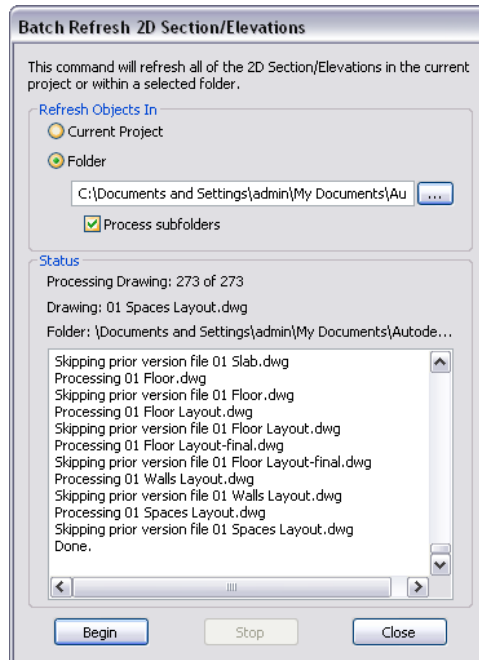 Batch Refresh 2D Section/Elevations
This command will refresh all of the 2D Section/Elevations in the current
project or within a selected folder.
Refresh Objects In
Current Project
Folder
C:\Documents and Settings\admin\My Documents\Au
...
Process subfolders
Status
Processing Drawing: 273 of 273
Drawing: 01 Spaces Layout.dwg
Folder: \Documents and Settings\admin\My Documents\Autode...
Skipping prior version file 01 Slab.dwg
Processing 01 Floor.dwg
Skipping prior version file 01 Floor.dwg
Processing 01 Floor Layout.dwg
Skipping prior version file 01 Floor Layout.dwg
Processing 01 Floor Layout-final.dwg
Skipping prior version file 01 Floor Layout-final.dwg
Processing 01 Walls Layout.dwg
Skipping prior version file 01 Walls Layout.dwg
Processing 01 Spaces Layout.dwg
Skipping prior version file 01 Spaces Layout.dwg
Done.
Begin
Stop
Close